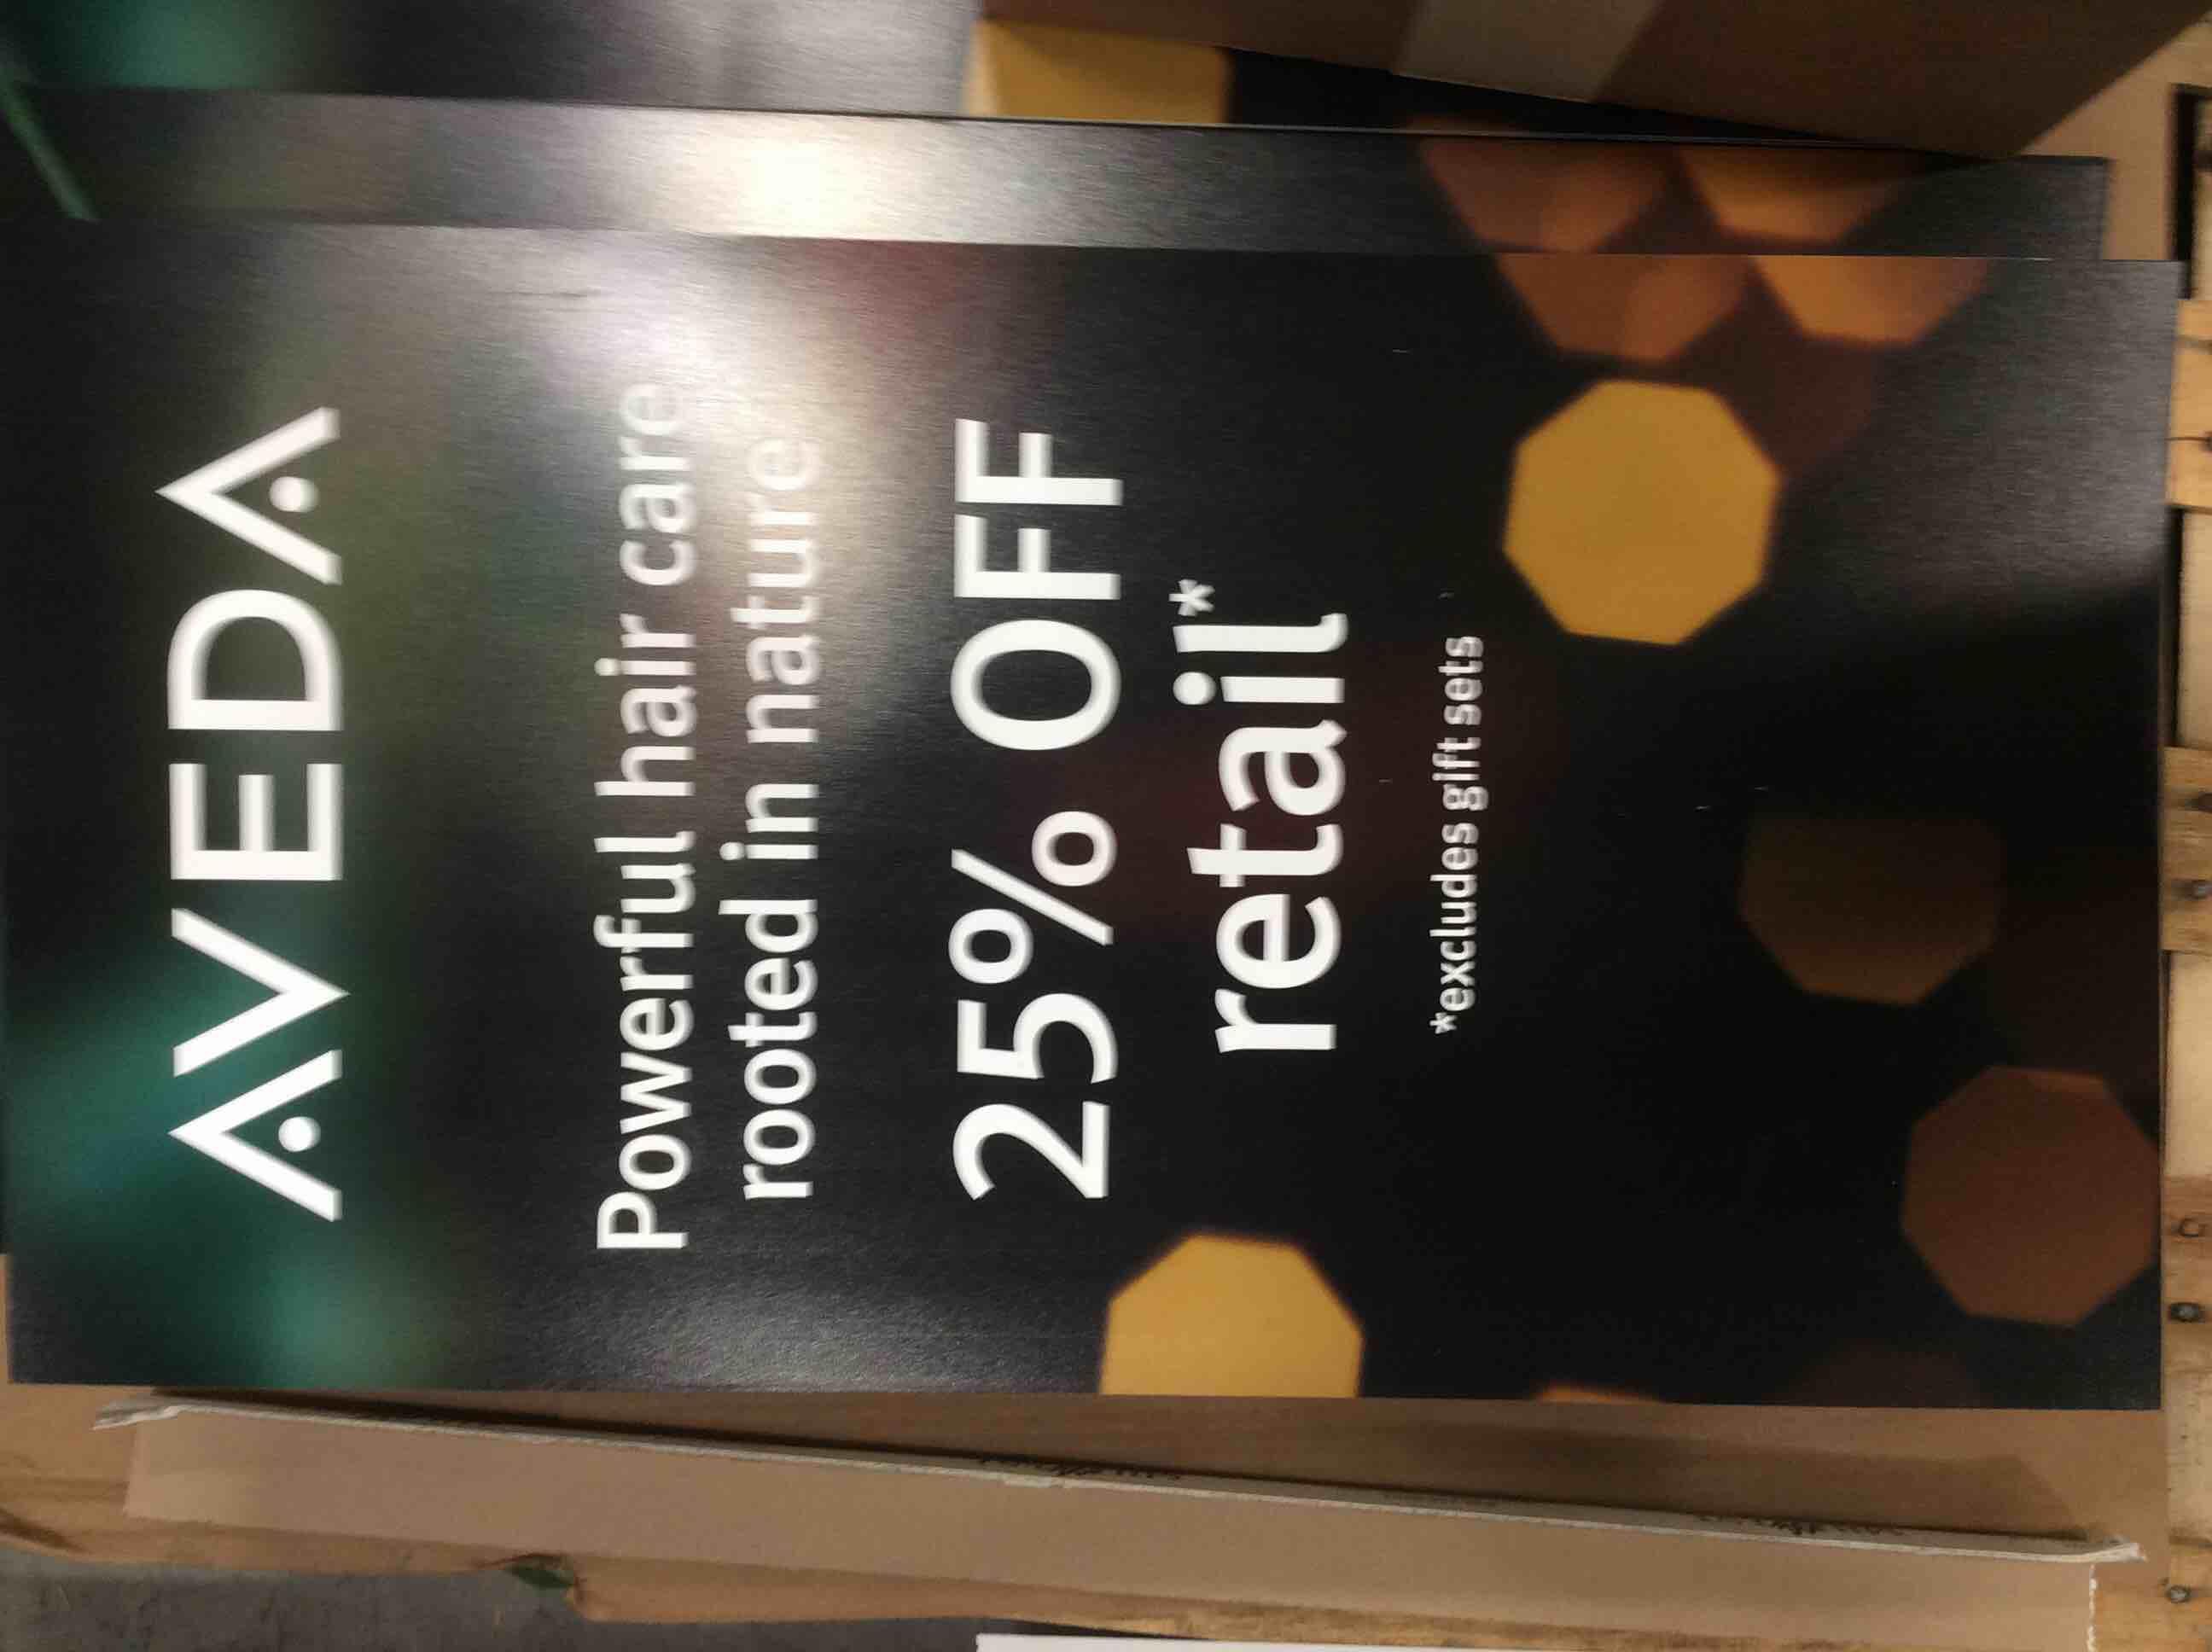 AVEDA
Powerful hair care
rooted in nature
25% OFF
retail*
*excludes gift sets